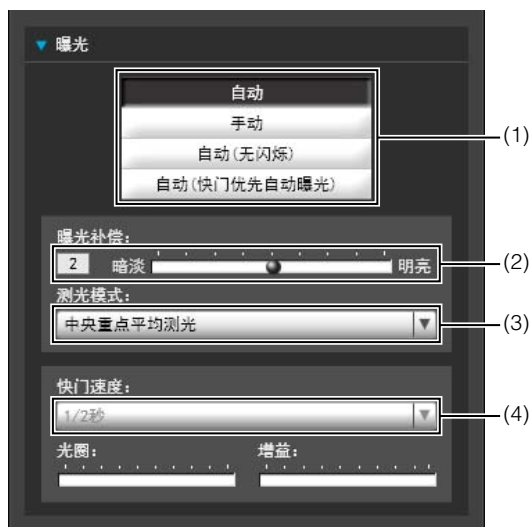 曝光
自动
手动
自动(无闪烁)
自动(快门优先自动曝光)
(1)
曝光补偿:
2 暗淡 明亮
(2)
测光模式:
中央重点平均测光
(3)
快门速度:
1/2秒
(4)
光圈: 增益: